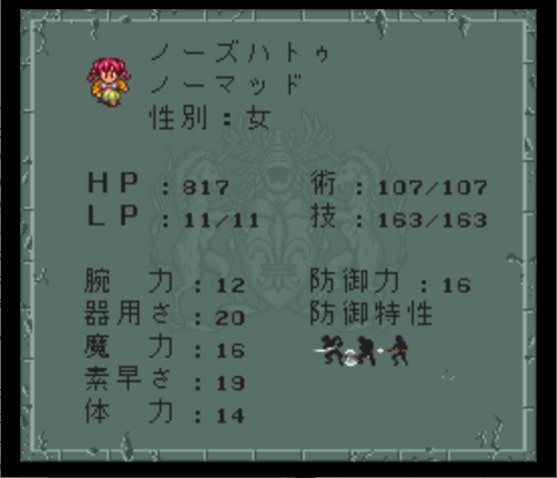 ノーズハトゥ
ノーマッド
性別：女
HP：817 術：107/107
LP：11/11 技：163/163
腕力：12 防御力：16
器用さ：20 防御特性
魔力：16
素早さ：19
体力：14